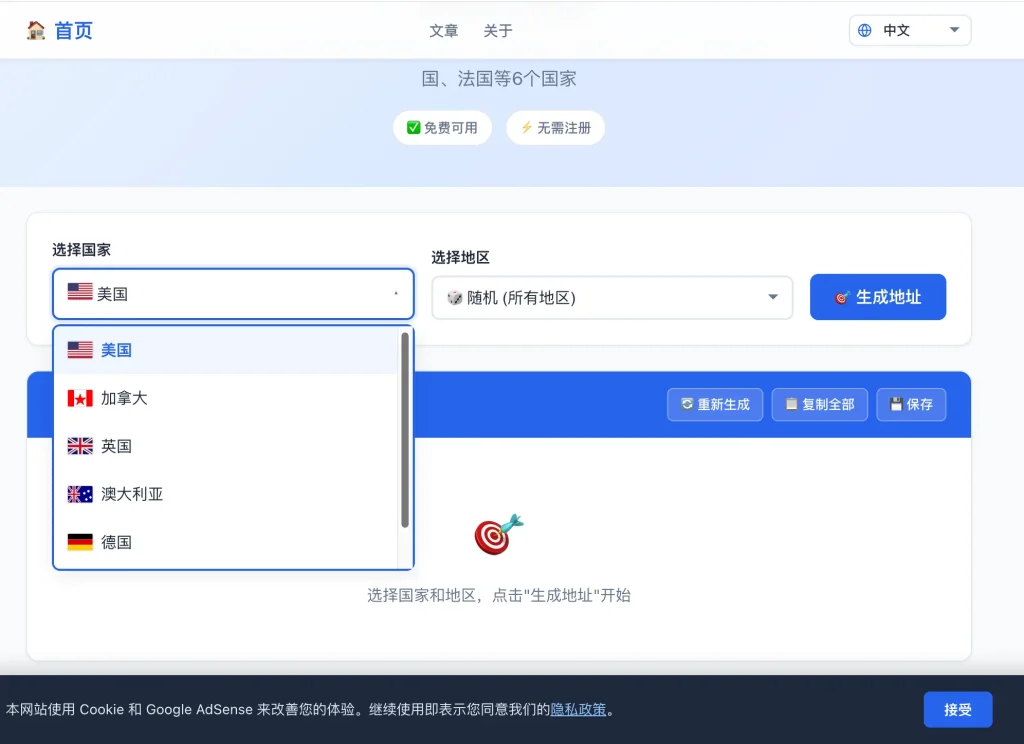 首页
文章
关于
中文
国、法国等6个国家
免费可用
无需注册
选择国家
美国
选择地区
随机 (所有地区)
生成地址
美国
加拿大
英国
澳大利亚
德国
重新生成
复制全部
保存
选择国家和地区，点击"生成地址"开始
本网站使用 Cookie 和 Google AdSense 来改善您的体验。继续使用即表示您同意我们的隐私政策。
接受